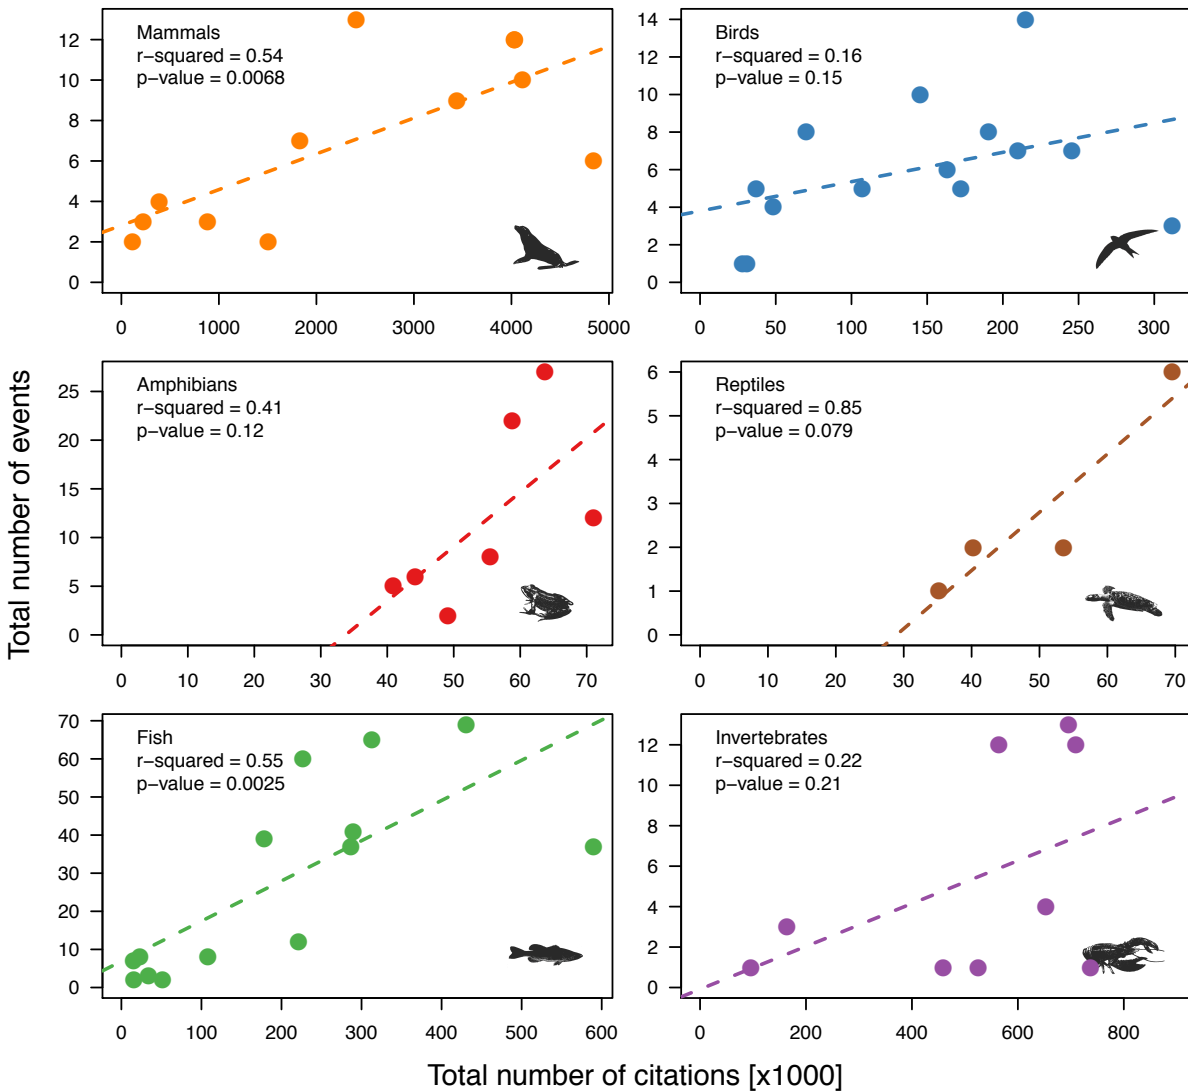 Mammals
r−squared = 0.54
p−value = 0.0068
0
2
4
6
8
10
12
0 1000 2000 3000 4000 5000
Birds
r−squared = 0.16
p−value = 0.15
0
2
4
6
8
10
12
14
0 50 100 150 200 250 300
Amphibians
r−squared = 0.41
p−value = 0.12
0
5
10
15
20
25
0 10 20 30 40 50 60 70
Reptiles
r−squared = 0.85
p−value = 0.079
0
1
2
3
4
5
6
0 10 20 30 40 50 60 70
Fish
r−squared = 0.55
p−value = 0.0025
0
10
20
30
40
50
60
70
0 100 200 300 400 500 600
Invertebrates
r−squared = 0.22
p−value = 0.21
0
2
4
6
8
10
12
0 200 400 600 800
Total number of events
Total number of citations [x1000]